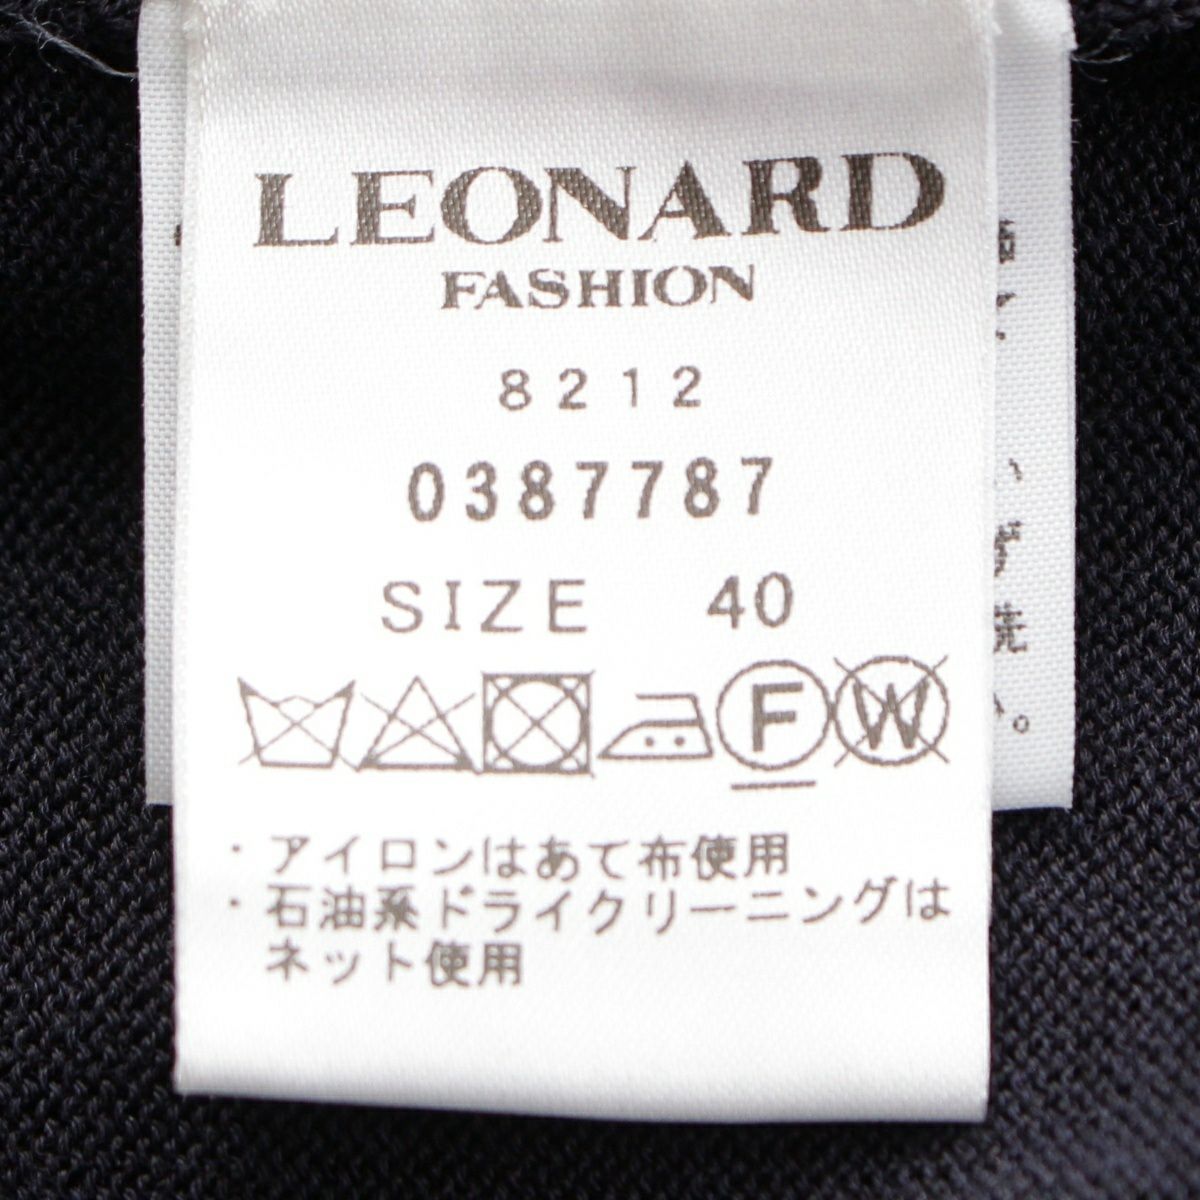 LEONARD
FASHION
8212
0387787
SIZE 40
F W
・アイロンはあて布使用
・石油系ドライクリーニングは
ネット使用